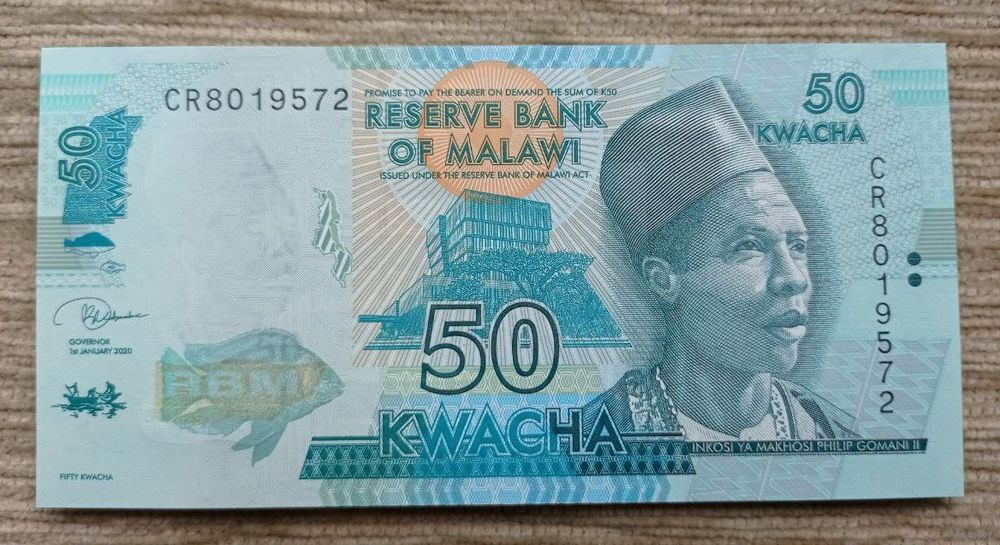 CR8019572
PROMISE TO PAY THE BEARER ON DEMAND THE SUM OF K50
RESERVE BANK
OF MALAWI
ISSUED UNDER THE RESERVE BANK OF MALAWI ACT
50
KWACHA
50
KWACHA
CR8019572
GOVERNOR
1st JANUARY 2020
RBM
50
KWACHA
INKOSI YA MAKHOSI PHILIP GOMANI II
FIFTY KWACHA